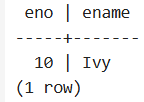 eno | ename
-----+-------
10 | Ivy
(1 row)